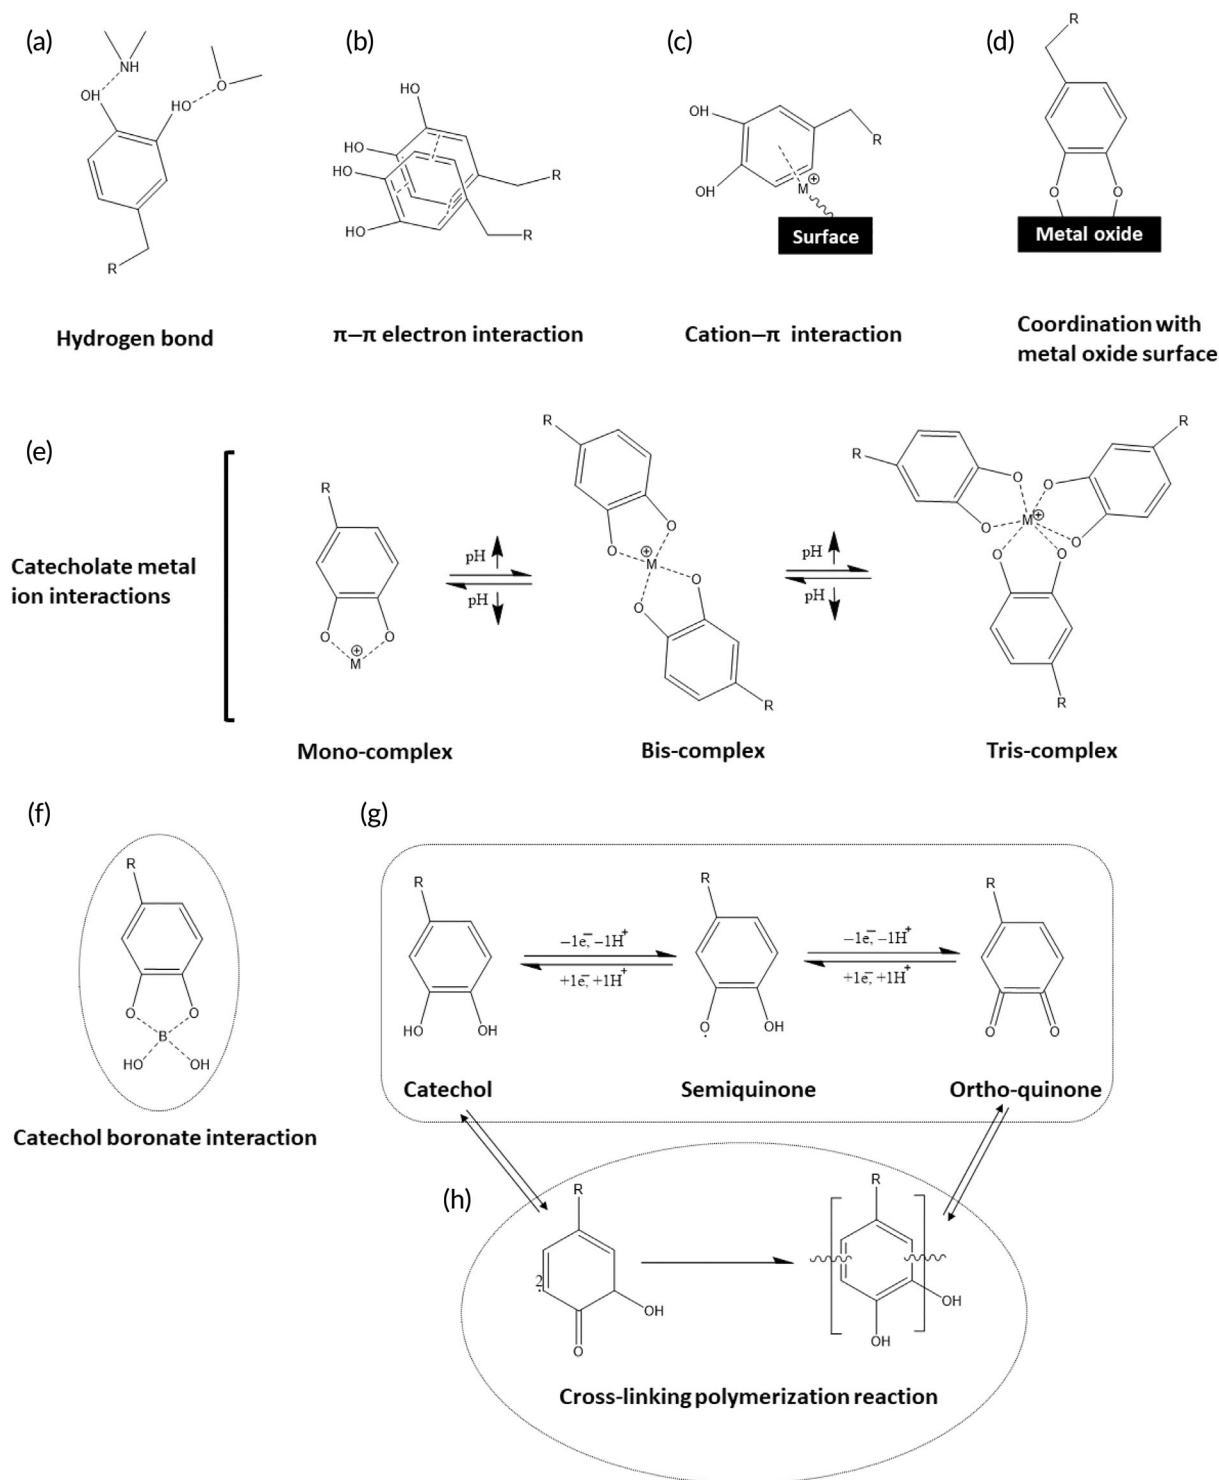 (a)
(b)
(c)
(d)
NH
O
OH
HO
R
Hydrogen bond
HO
HO
HO
HO
R
R
π–π electron interaction
OH
OH
R
M⊕
Surface
Cation–π interaction
R
O
O
Metal oxide
Coordination with
metal oxide surface
(e)
Catecholate metal
ion interactions
R
O
O
⊕
M
Mono-complex
pH
pH
R
O
O
⊕
M
O
O
R
Bis-complex
pH
pH
R
R
O
O
O
O
M⊕
O
O
R
Tris-complex
(f)
R
O
O
B
HO
OH
Catechol boronate interaction
(g)
R
HO
OH
Catechol
–1e⁻, –1H⁺
+1e⁻, +1H⁺
R
O
.
OH
Semiquinone
–1e⁻, –1H⁺
+1e⁻, +1H⁺
R
O
O
Ortho-quinone
(h)
R
2
.
OH
O
R
OH
OH
Cross-linking polymerization reaction